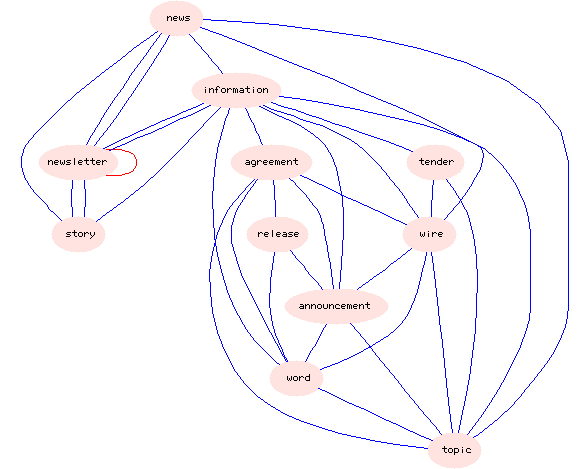 news
information
newsletter
agreement
tender
story
release
wire
announcement
word
topic